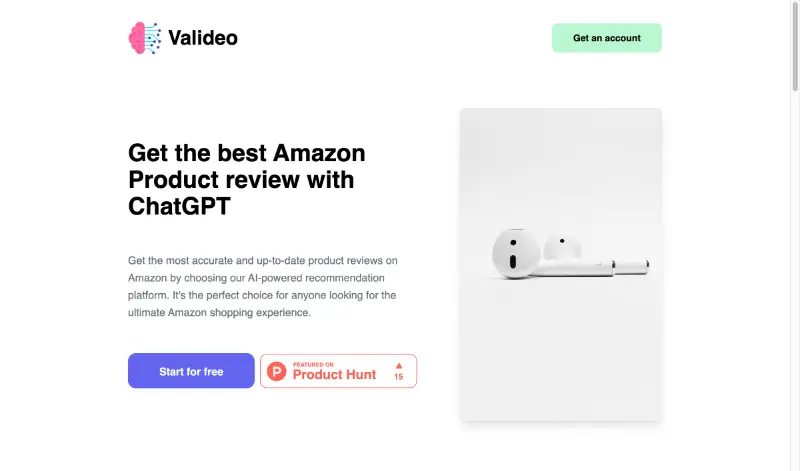 Valideo
Get an account
Get the best Amazon
Product review with
ChatGPT
Get the most accurate and up-to-date product reviews on
Amazon by choosing our AI-powered recommendation
platform. It's the perfect choice for anyone looking for the
ultimate Amazon shopping experience.
Start for free
P
FEATURED ON
Product Hunt
15